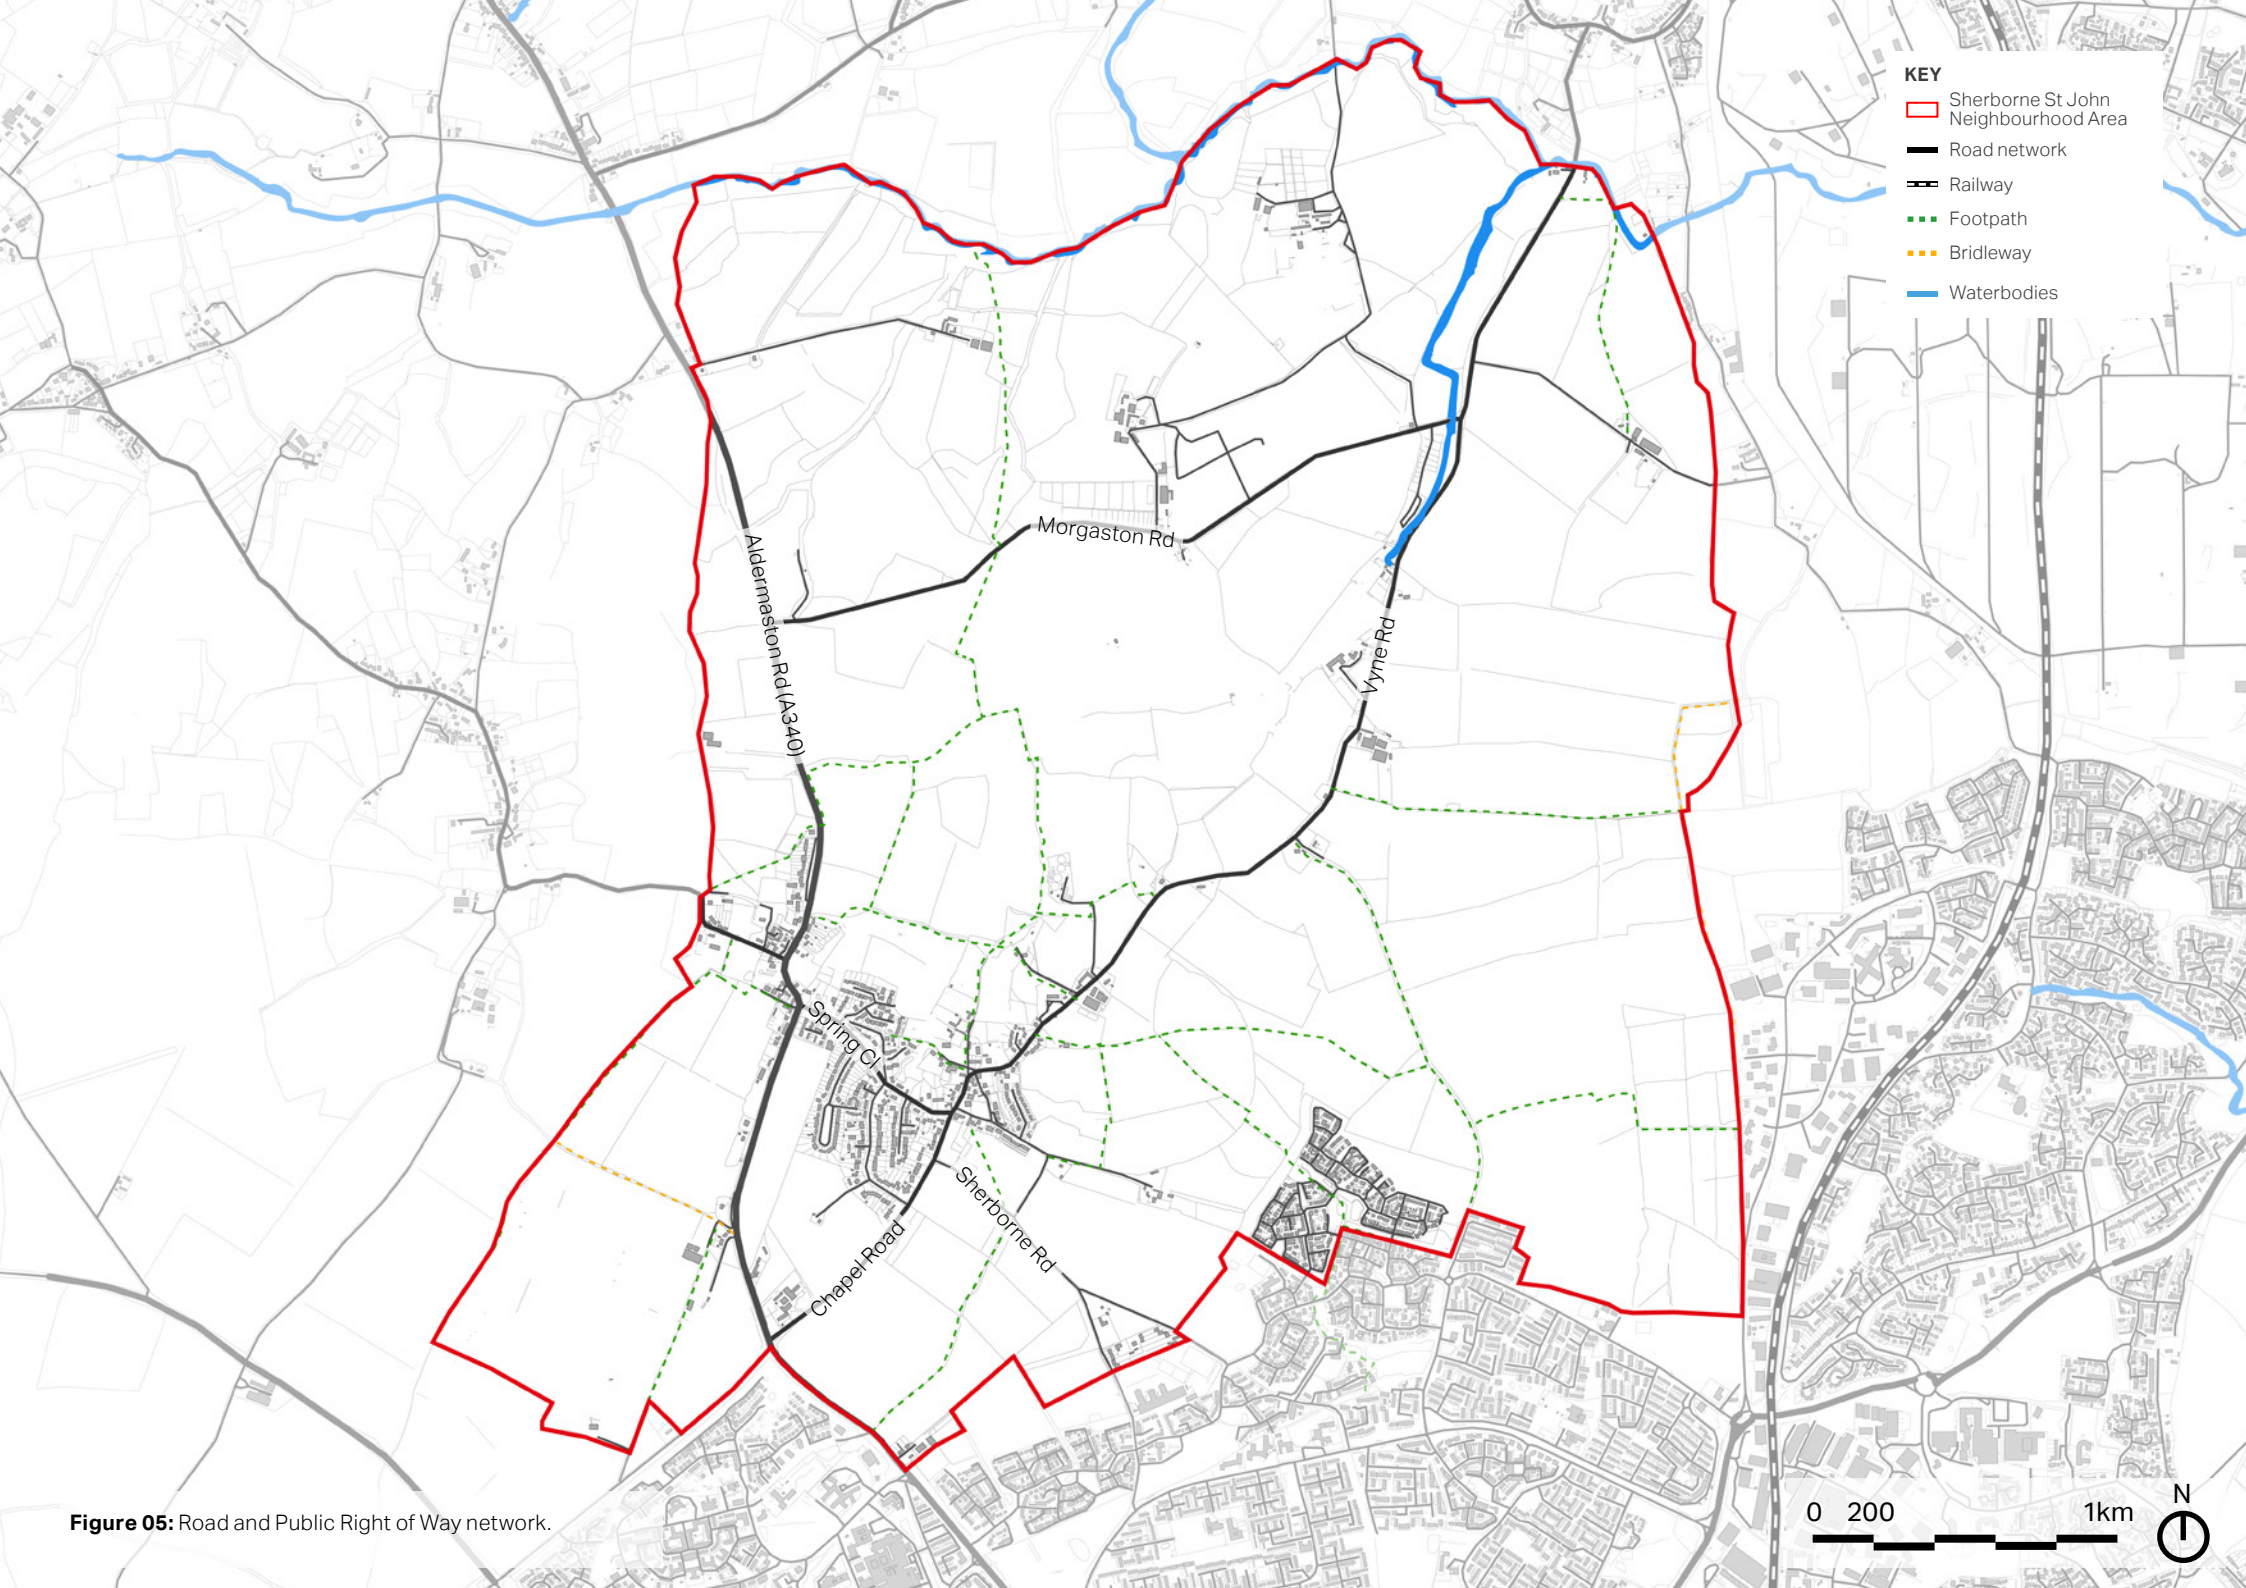 KEY
Sherborne St John
Neighbourhood Area
Road network
Railway
Footpath
Bridleway
Waterbodies
Morgaston Rd
Aldermaston Rd (A340)
Vyne Rd
Spring Cl
Sherborne Rd
Chapel Road
Figure 05: Road and Public Right of Way network.
0 200 1km
N